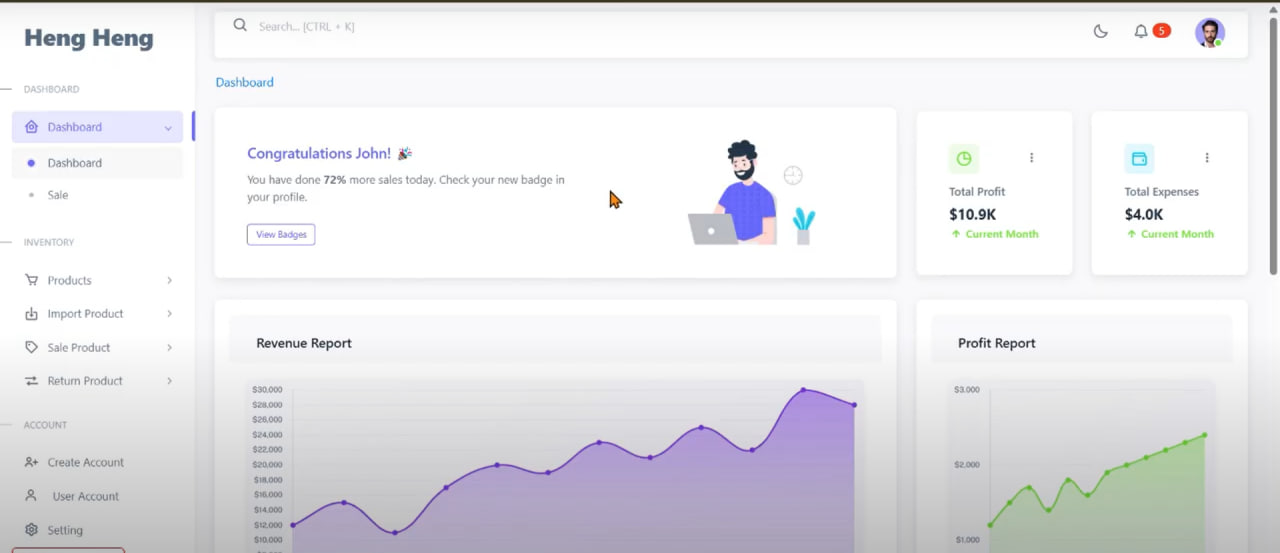 Heng Heng
DASHBOARD
Dashboard
Dashboard
Sale
INVENTORY
Products
Import Product
Sale Product
Return Product
ACCOUNT
Create Account
User Account
Setting
Search... [CTRL + K]
5
Dashboard
Congratulations John! 🎉
You have done 72% more sales today. Check your new badge in
your profile.
View Badges
Total Profit
$10.9K
↑ Current Month
Total Expenses
$4.0K
↑ Current Month
Revenue Report
$30,000
$28,000
$26,000
$24,000
$22,000
$20,000
$18,000
$16,000
$14,000
$12,000
$10,000
Profit Report
$3,000
$2,000
$1,000